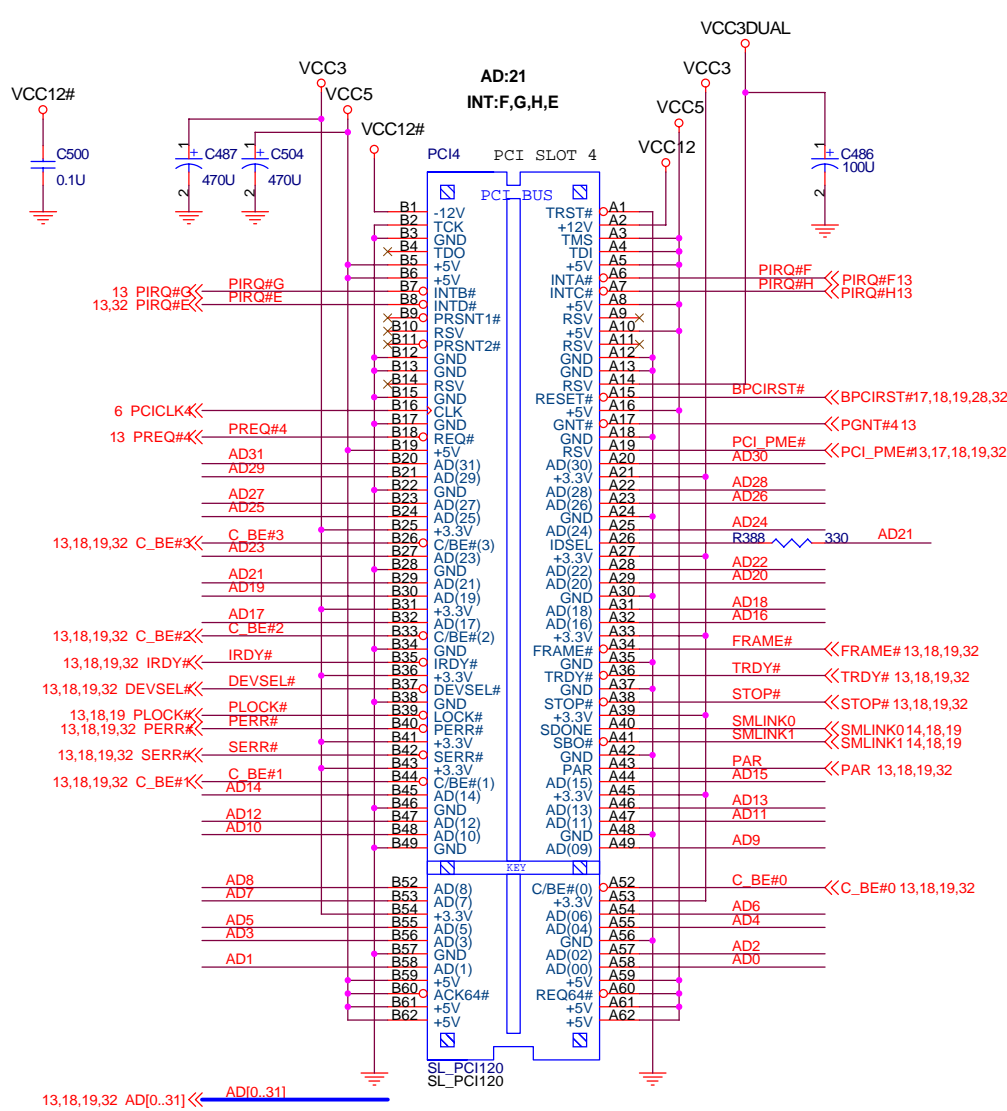 VCC3DUAL
VCC3 VCC3
VCC12# VCC5 AD:21 VCC5
INT:F,G,H,E
VCC12# VCC12
PCI4 PCI SLOT 4
C500 0.1U
1 + C487 470U 2
1 + C504 470U 2
1 + C486 100U 2
PCI_BUS
B1 -12V TRST# A1
B2 TCK +12V A2
B3 GND TMS A3
B4 TDO TDI A4
B5 +5V +5V A5
B6 +5V INTA# A6 PIRQ#F PIRQ#F13
13 PIRQ#G PIRQ#G B7 INTB# INTC# A7 PIRQ#H PIRQ#H13
13,32 PIRQ#E PIRQ#E B8 INTD# +5V A8
B9 PRSNT1# RSV A9
B10 RSV +5V A10
B11 PRSNT2# RSV A11
B12 GND GND A12
B13 GND GND A13
B14 RSV RSV A14
B15 GND RESET# A15 BPCIRST# BPCIRST#17,18,19,28,32
6 PCICLK4 B16 CLK +5V A16
B17 GND GNT# A17 PGNT#4 13
13 PREQ#4 PREQ#4 B18 REQ# GND A18
B19 +5V RSV A19 PCI_PME# PCI_PME#13,17,18,19,32
AD31 B20 AD(31) AD(30) A20 AD30
AD29 B21 AD(29) +3.3V A21
B22 GND AD(28) A22 AD28
AD27 B23 AD(27) AD(26) A23 AD26
AD25 B24 AD(25) GND A24
B25 +3.3V AD(24) A25 AD24
13,18,19,32 C_BE#3 C_BE#3 B26 C/BE#(3) IDSEL A26 R388 330 AD21
AD23 B27 AD(23) +3.3V A27
B28 GND AD(22) A28 AD22
AD21 B29 AD(21) AD(20) A29 AD20
AD19 B30 AD(19) GND A30
B31 +3.3V AD(18) A31 AD18
AD17 B32 AD(17) AD(16) A32 AD16
13,18,19,32 C_BE#2 C_BE#2 B33 C/BE#(2) +3.3V A33
B34 GND FRAME# A34 FRAME# FRAME# 13,18,19,32
13,18,19,32 IRDY# IRDY# B35 IRDY# GND A35
B36 +3.3V TRDY# A36 TRDY# TRDY# 13,18,19,32
13,18,19,32 DEVSEL# DEVSEL# B37 DEVSEL# GND A37
B38 GND STOP# A38 STOP# STOP# 13,18,19,32
13,18,19 PLOCK# PLOCK# B39 LOCK# +3.3V A39
13,18,19,32 PERR# PERR# B40 PERR# SDONE A40 SMLINK0 SMLINK0 14,18,19
B41 +3.3V SBO# A41 SMLINK1 SMLINK1 14,18,19
13,18,19,32 SERR# SERR# B42 SERR# GND A42
B43 +3.3V PAR A43 PAR PAR 13,18,19,32
13,18,19,32 C_BE#1 C_BE#1 B44 C/BE#(1) AD(15) A44 AD15
AD14 B45 AD(14) +3.3V A45
B46 GND AD(13) A46 AD13
AD12 B47 AD(12) AD(11) A47 AD11
AD10 B48 AD(10) GND A48
B49 GND AD(09) A49 AD9
KEY
AD8 B52 AD(8) C/BE#(0) A52 C_BE#0 C_BE#0 13,18,19,32
AD7 B53 AD(7) +3.3V A53
B54 +3.3V AD(06) A54 AD6
AD5 B55 AD(5) AD(04) A55 AD4
AD3 B56 AD(3) GND A56
B57 GND AD(02) A57 AD2
AD1 B58 AD(1) AD(00) A58 AD0
B59 +5V +5V A59
B60 ACK64# REQ64# A60
B61 +5V +5V A61
B62 +5V +5V A62
SL_PCI120
SL_PCI120
13,18,19,32 AD[0..31] AD[0..31]